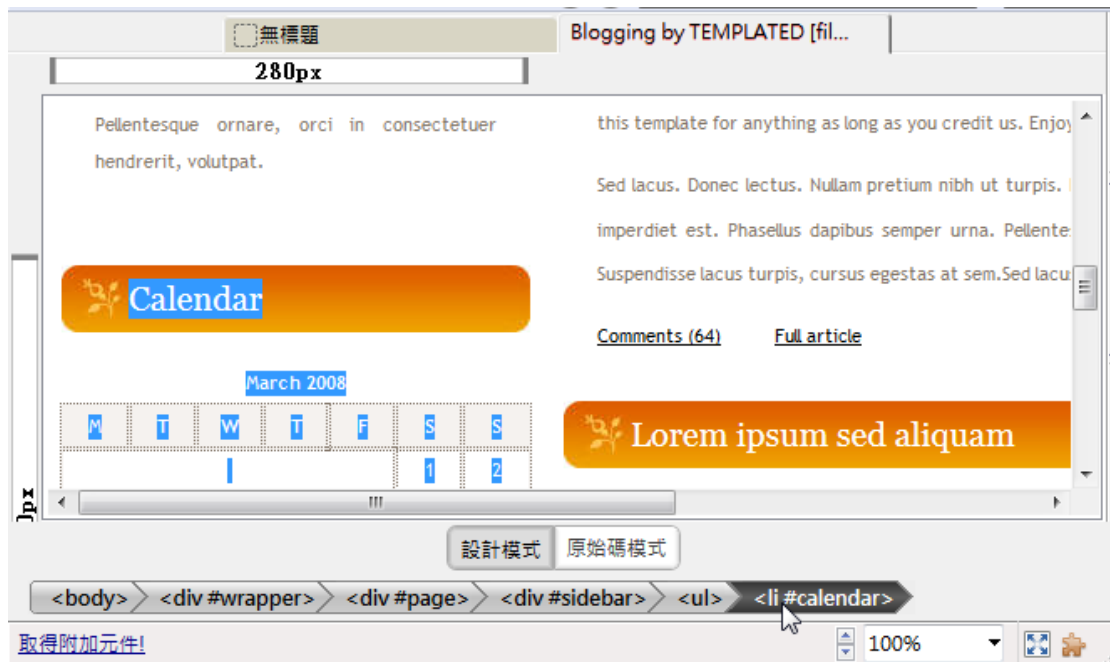 無標題
Blogging by TEMPLATED [fil...
280px
Pellentesque ornare, orci in consectetuer
hendrerit, volutpat.
this template for anything as long as you credit us. Enjoy
Sed lacus. Donec lectus. Nullam pretium nibh ut turpis.
imperdiet est. Phasellus dapibus semper urna. Pellente
Suspendisse lacus turpis, cursus egestas at sem.Sed lacu
Calendar
Comments (64)
Full article
March 2008
M T W T F S S
1 2
Lorem ipsum sed aliquam
0px
設計模式
原始碼模式
<body> <div #wrapper> <div #page> <div #sidebar> <ul> <li #calendar>
取得附加元件!
100%